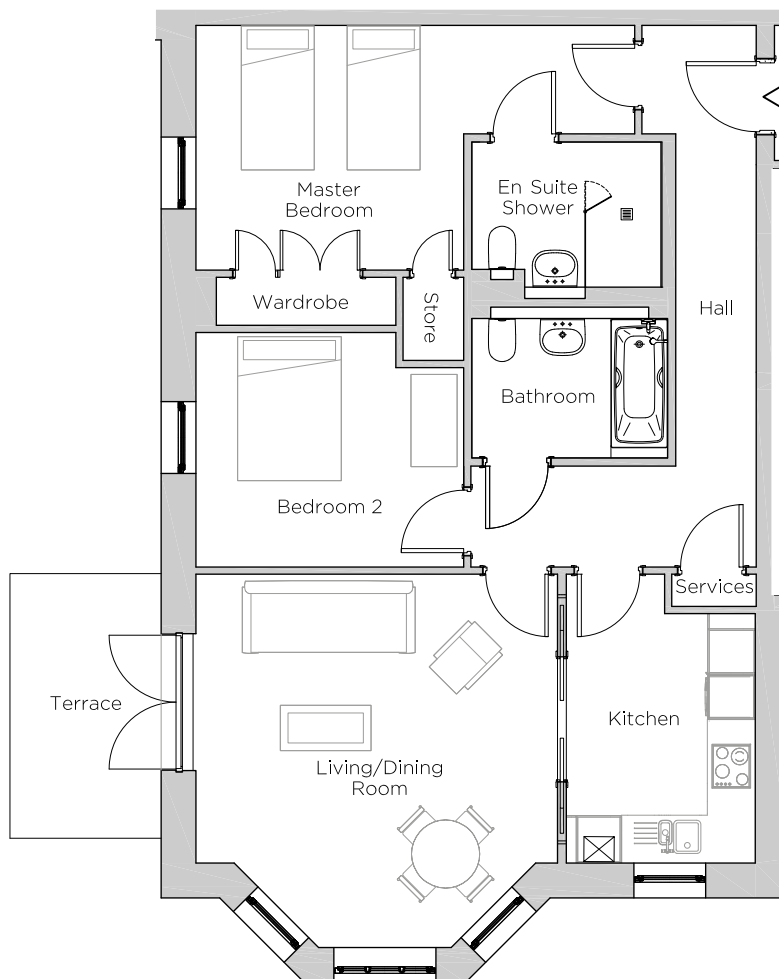 Master
Bedroom
En Suite
Shower
Wardrobe
Store
Hall
Bathroom
Bedroom 2
Services
Terrace
Kitchen
Living/Dining
Room